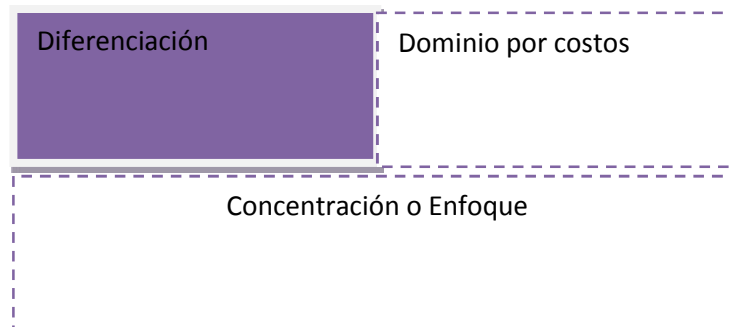 Diferenciación
Dominio por costos
Concentración o Enfoque